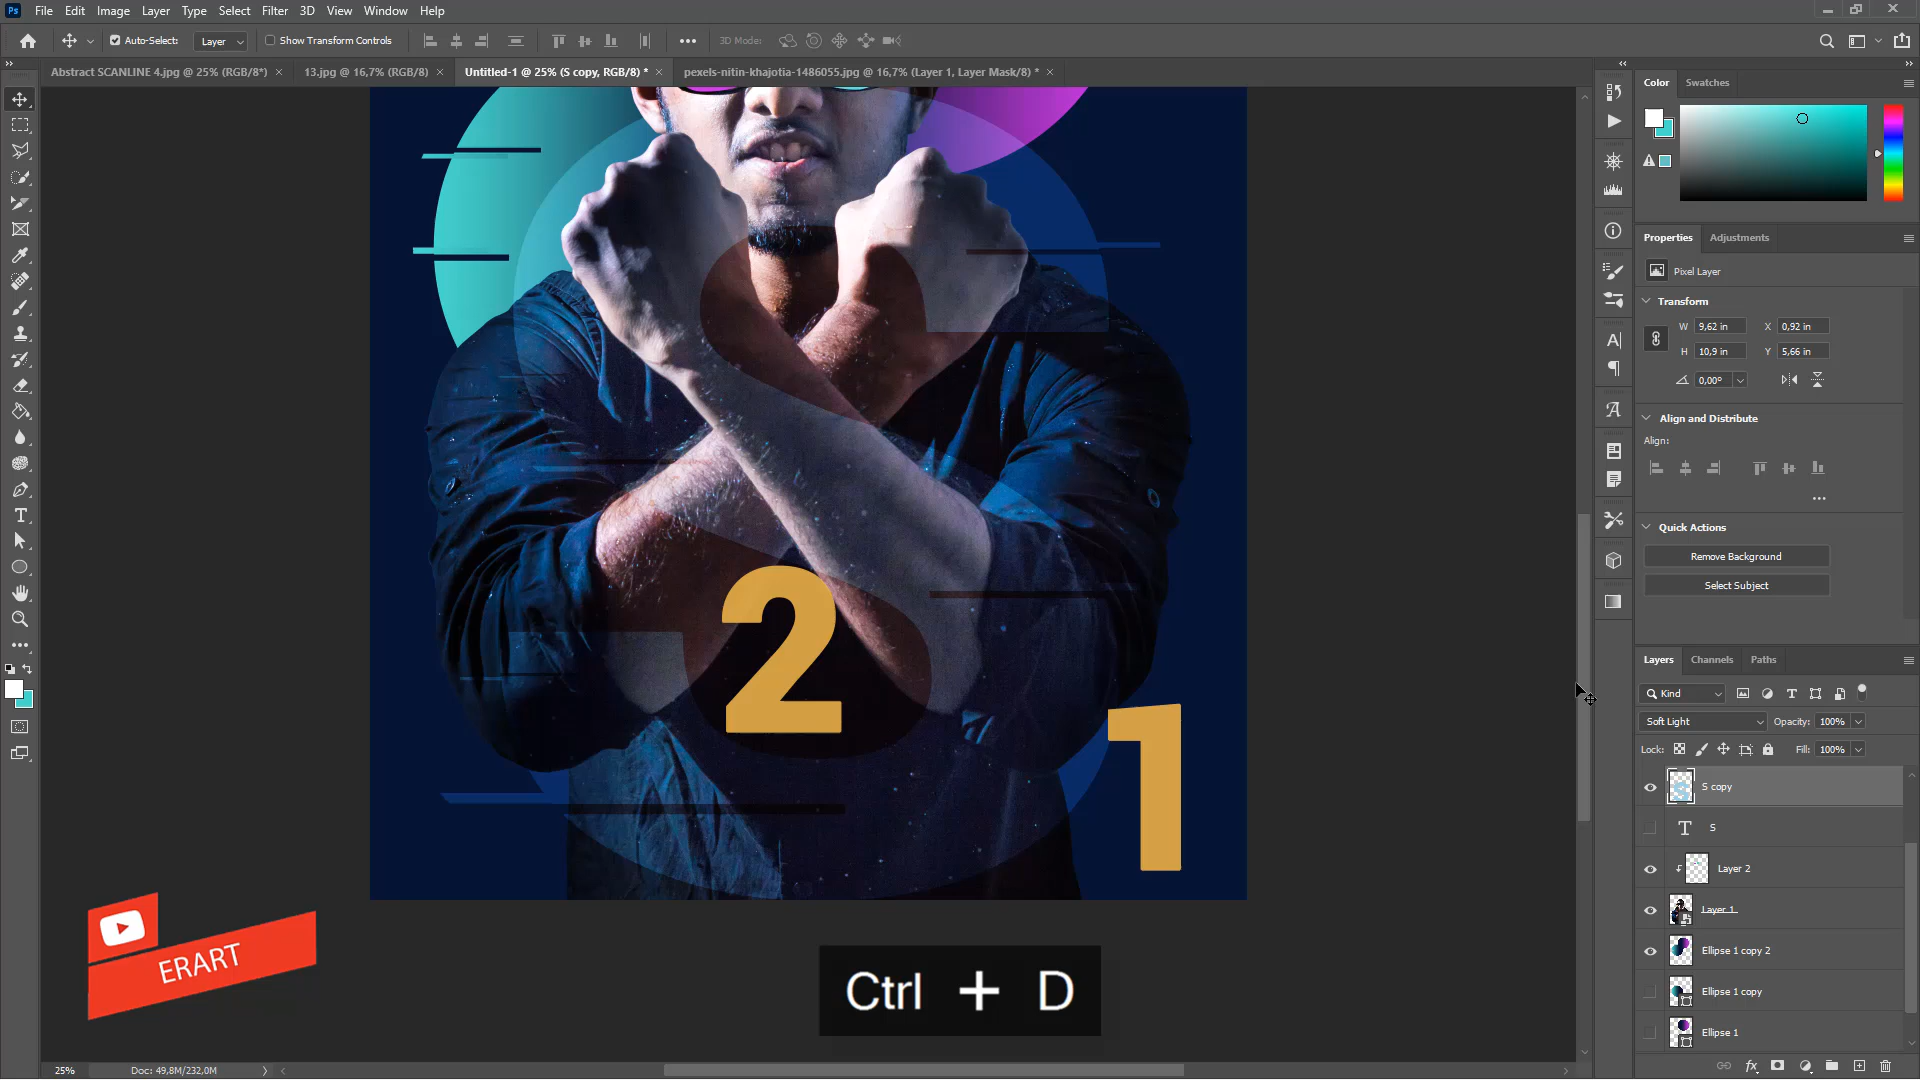 Ps File Edit Image Layer Type Select Filter 3D View Window Help
Auto-Select: Layer Show Transform Controls 3D Mode:
Abstract SCANLINE 4.jpg @ 25% (RGB/8*) × 13.jpg @ 16,7% (RGB/8) × Untitled-1 @ 25% (S copy, RGB/8) * × pexels-nitin-khajotia-1486055.jpg @ 16,7% (Layer 1, Layer Mask/8) * ×
Color Swatches
Properties Adjustments
Pixel Layer
Transform
W 9,62 in X 0,92 in
H 10,9 in Y 5,66 in
0,00°
Align and Distribute
Align:
Quick Actions
Remove Background
Select Subject
Layers Channels Paths
Kind
Soft Light Opacity: 100%
Lock: Fill: 100%
S copy
S
Layer 2
Layer 1
Ellipse 1 copy 2
Ellipse 1 copy
Ellipse 1
2
1
ERART
Ctrl + D
25% Doc: 49,8M/232,0M